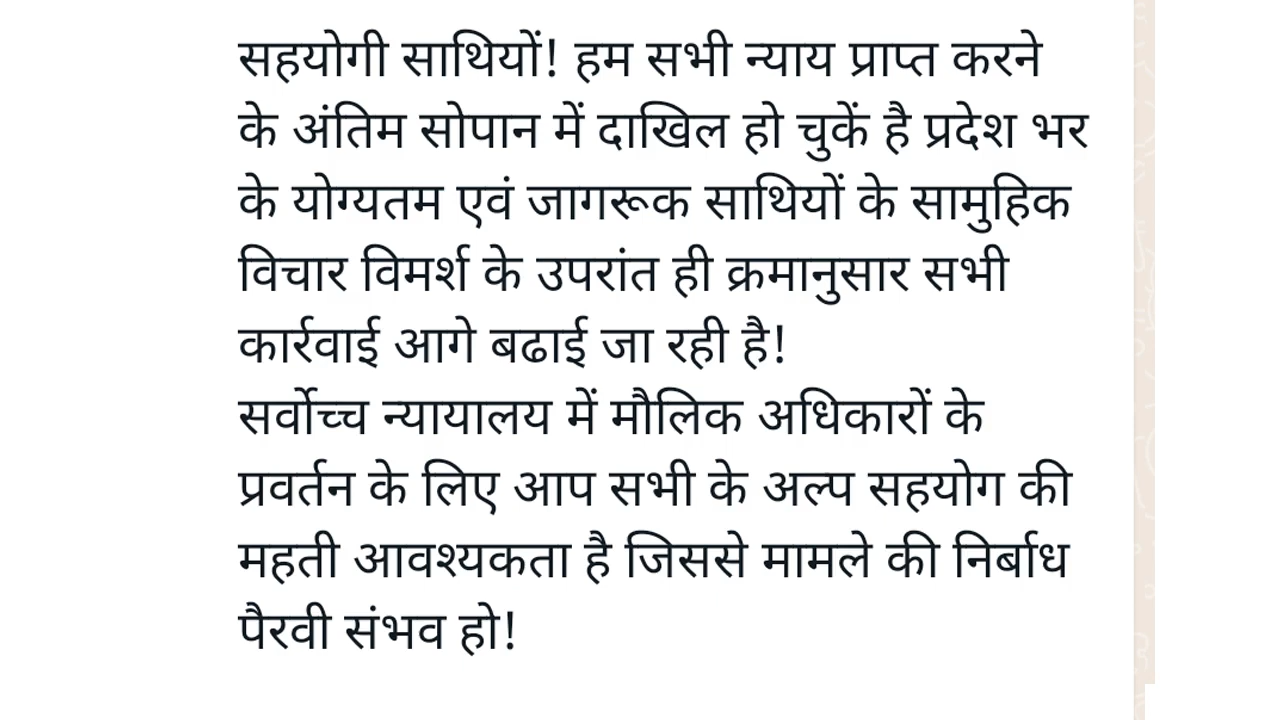 सहयोगी साथियों! हम सभी न्याय प्राप्त करने
के अंतिम सोपान में दाखिल हो चुकें है प्रदेश भर
के योग्यतम एवं जागरूक साथियों के सामुहिक
विचार विमर्श के उपरांत ही क्रमानुसार सभी
कार्रवाई आगे बढाई जा रही है!
सर्वोच्च न्यायालय में मौलिक अधिकारों के
प्रवर्तन के लिए आप सभी के अल्प सहयोग की
महती आवश्यकता है जिससे मामले की निर्बाध
पैरवी संभव हो!